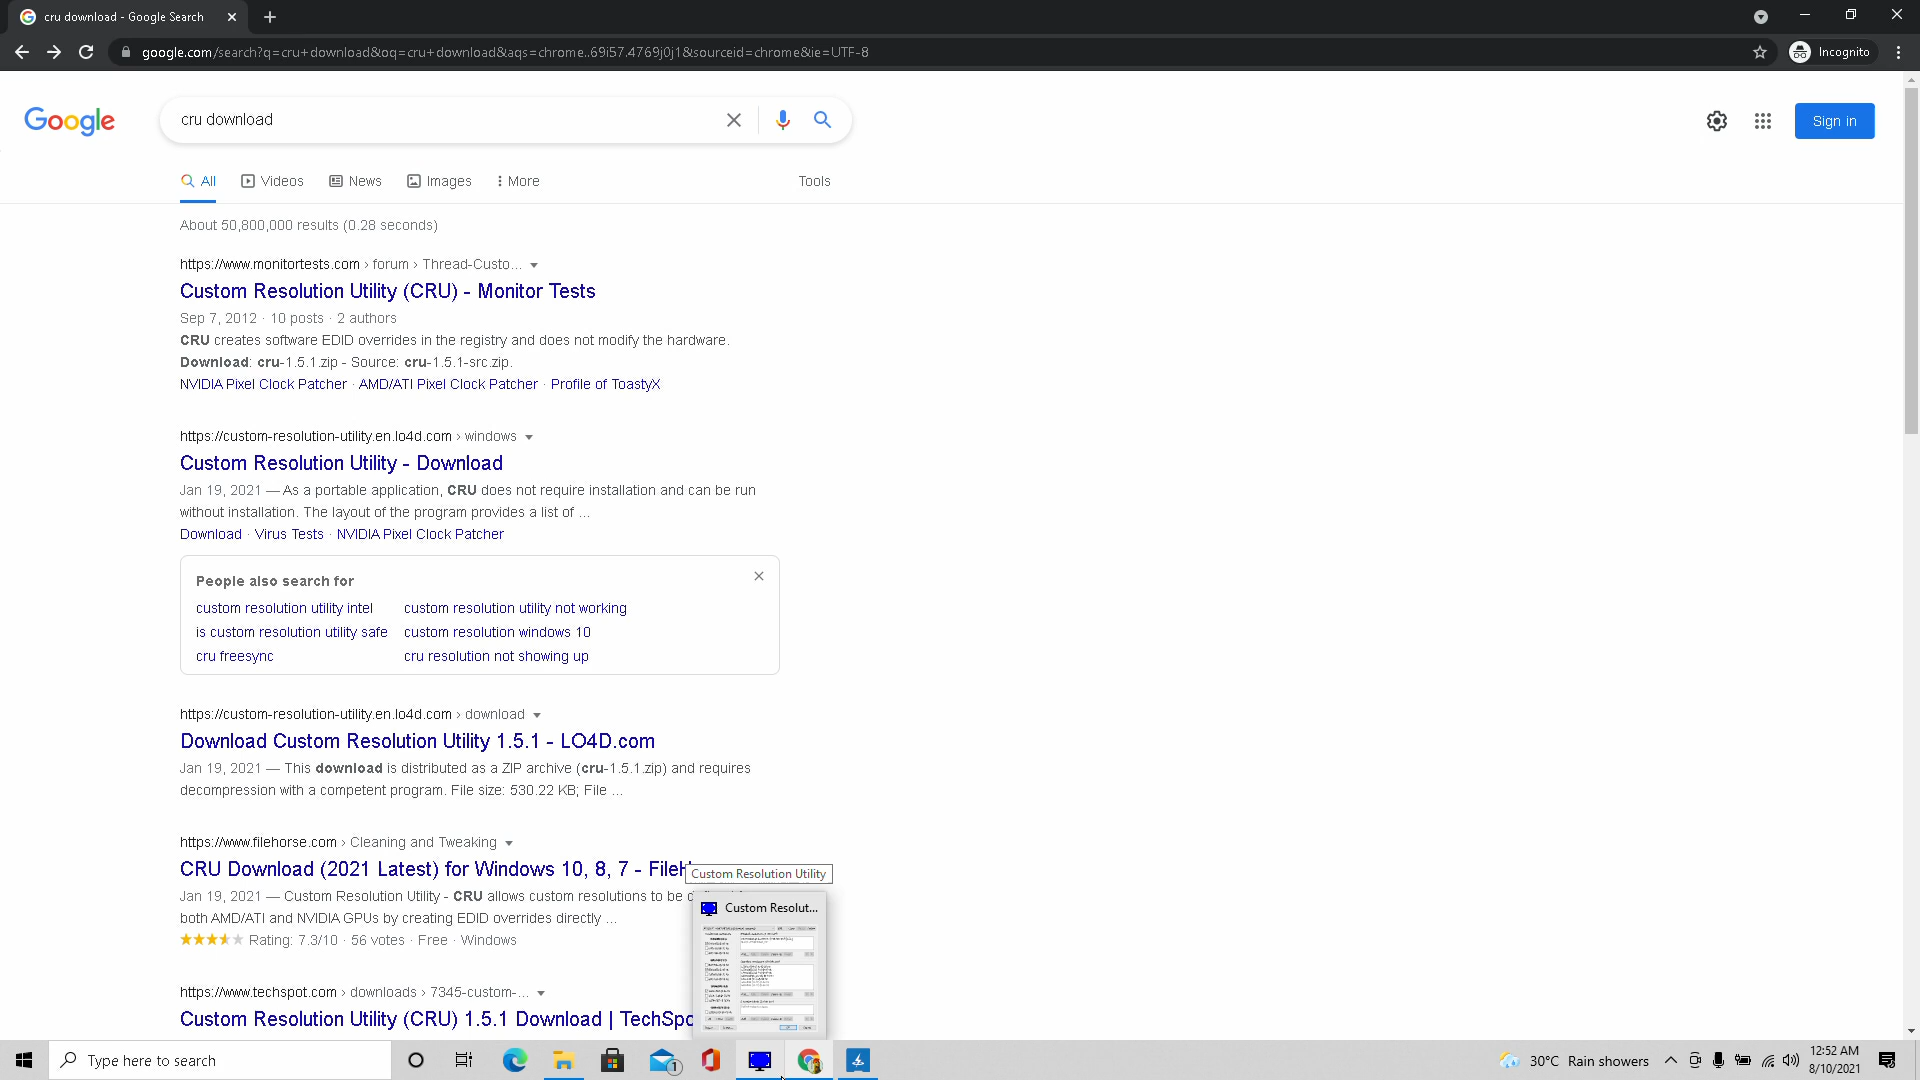 cru download - Google Search
google.com/search?q=cru+download&oq=cru+download&aqs=chrome..69i57.4769j0j1&sourceid=chrome&ie=UTF-8
Incognito
Google
cru download
Sign in
All
Videos
News
Images
More
Tools
About 50,800,000 results (0.28 seconds)
https://www.monitortests.com › forum › Thread-Custo...
Custom Resolution Utility (CRU) - Monitor Tests
Sep 7, 2012 · 10 posts · 2 authors
CRU creates software EDID overrides in the registry and does not modify the hardware.
Download: cru-1.5.1.zip - Source: cru-1.5.1-src.zip.
NVIDIA Pixel Clock Patcher · AMD/ATI Pixel Clock Patcher · Profile of ToastyX
https://custom-resolution-utility.en.lo4d.com › windows
Custom Resolution Utility - Download
Jan 19, 2021 — As a portable application, CRU does not require installation and can be run
without installation. The layout of the program provides a list of ...
Download · Virus Tests · NVIDIA Pixel Clock Patcher
People also search for
custom resolution utility intel
custom resolution utility not working
is custom resolution utility safe
custom resolution windows 10
cru freesync
cru resolution not showing up
https://custom-resolution-utility.en.lo4d.com › download
Download Custom Resolution Utility 1.5.1 - LO4D.com
Jan 19, 2021 — This download is distributed as a ZIP archive (cru-1.5.1.zip) and requires
decompression with a competent program. File size: 530.22 KB; File ...
https://www.filehorse.com › Cleaning and Tweaking
CRU Download (2021 Latest) for Windows 10, 8, 7 -
Custom Resolution Utility
Jan 19, 2021 — Custom Resolution Utility - CRU allows custom resolutions to be
both AMD/ATI and NVIDIA GPUs by creating EDID overrides directly ...
Rating: 7.3/10 · 56 votes · Free · Windows
Custom Resolut...
https://www.techspot.com › downloads › 7345-custom-...
Custom Resolution Utility (CRU) 1.5.1 Download |
Type here to search
1
30°C Rain showers
12:52 AM
8/10/2021